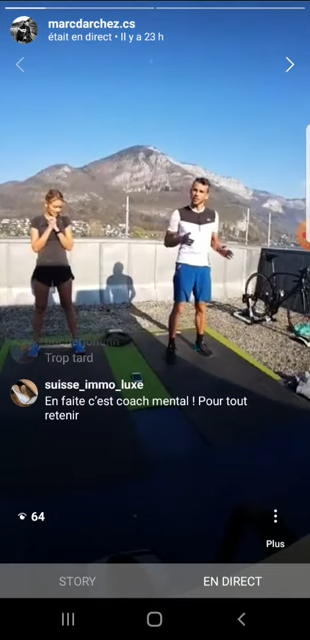 marcdarchez.cs
était en direct • Il y a 23 h
Trop tard
suisse_immo_luxe
En faite c'est coach mental ! Pour tout
retenir
64
Plus
STORY
EN DIRECT